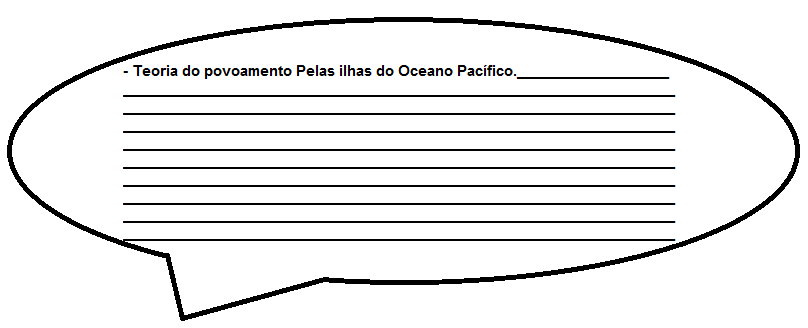 - Teoria do povoamento Pelas ilhas do Oceano Pacífico.